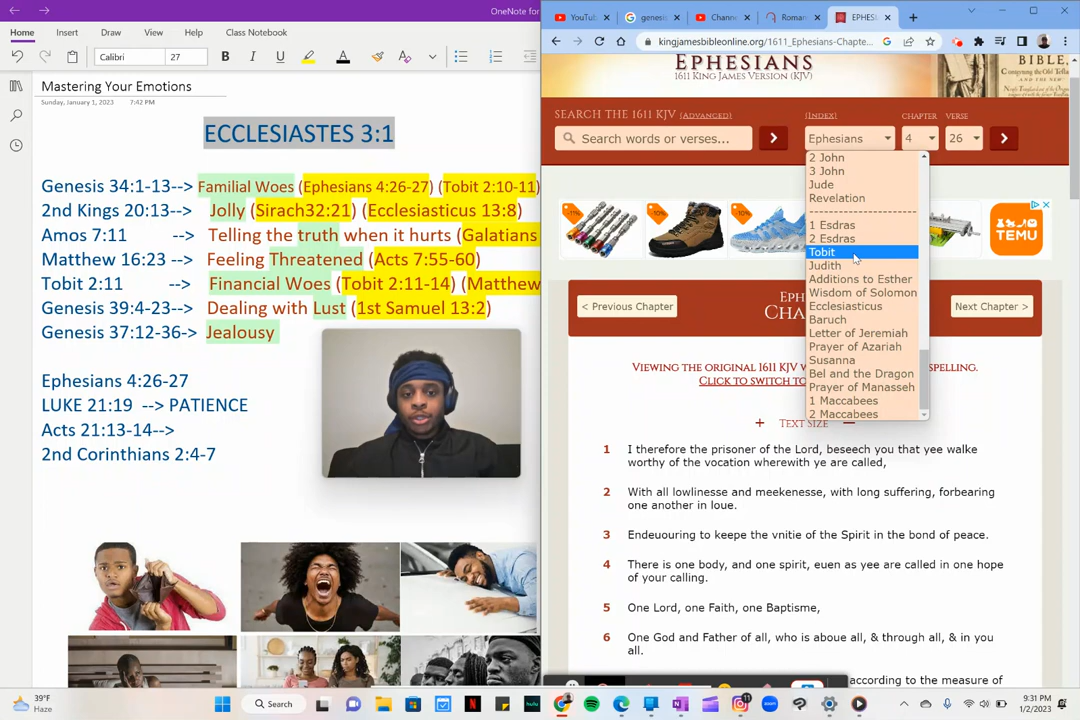 OneNote for
Home Insert Draw View Help Class Notebook
Calibri 27 B I U A
Mastering Your Emotions
Sunday, January 1, 2023 7:42 PM
ECCLESIASTES 3:1
Genesis 34:1-13--> Familial Woes (Ephesians 4:26-27) (Tobit 2:10-11)
2nd Kings 20:13--> Jolly (Sirach32:21) (Ecclesiasticus 13:8)
Amos 7:11 --> Telling the truth when it hurts (Galatians
Matthew 16:23 --> Feeling Threatened (Acts 7:55-60)
Tobit 2:11 --> Financial Woes (Tobit 2:11-14) (Matthew
Genesis 39:4-23--> Dealing with Lust (1st Samuel 13:2)
Genesis 37:12-36-> Jealousy
Ephesians 4:26-27
LUKE 21:19 --> PATIENCE
Acts 21:13-14-->
2nd Corinthians 2:4-7
YouTub genesis Channe Roman EPHES
kingjamesbibleonline.org/1611_Ephesians-Chapte
EPHESIANS
1611 KING JAMES VERSION (KJV)
BIBLE
SEARCH THE 1611 KJV (ADVANCED) [INDEX] CHAPTER VERSE
Search words or verses... Ephesians 4 26
2 John
3 John
Jude
Revelation
1 Esdras
2 Esdras
Tobit
Judith
Additions to Esther
Wisdom of Solomon
Ecclesiasticus
Baruch
Letter of Jeremiah
Prayer of Azariah
Susanna
Bel and the Dragon
Prayer of Manasseh
1 Maccabees
2 Maccabees
-11% -10% -10% TEMU
< Previous Chapter EPH Next Chapter >
CHA
VIEWING THE ORIGINAL 1611 KJV SPELLING.
CLICK TO SWITCH TO
+ TEXT SIZE —
1 I therefore the prisoner of the Lord, beseech you that yee walke
worthy of the vocation wherewith ye are called,
2 With all lowlinesse and meekenesse, with long suffering, forbearing
one another in loue.
3 Endeuouring to keepe the vnitie of the Spirit in the bond of peace.
4 There is one body, and one spirit, euen as yee are called in one hope
of your calling.
5 One Lord, one Faith, one Baptisme,
6 One God and Father of all, who is aboue all, & through all, & in you
all.
according to the measure of
39°F
Haze
Search
hulu
11
9:31 PM
1/2/2023